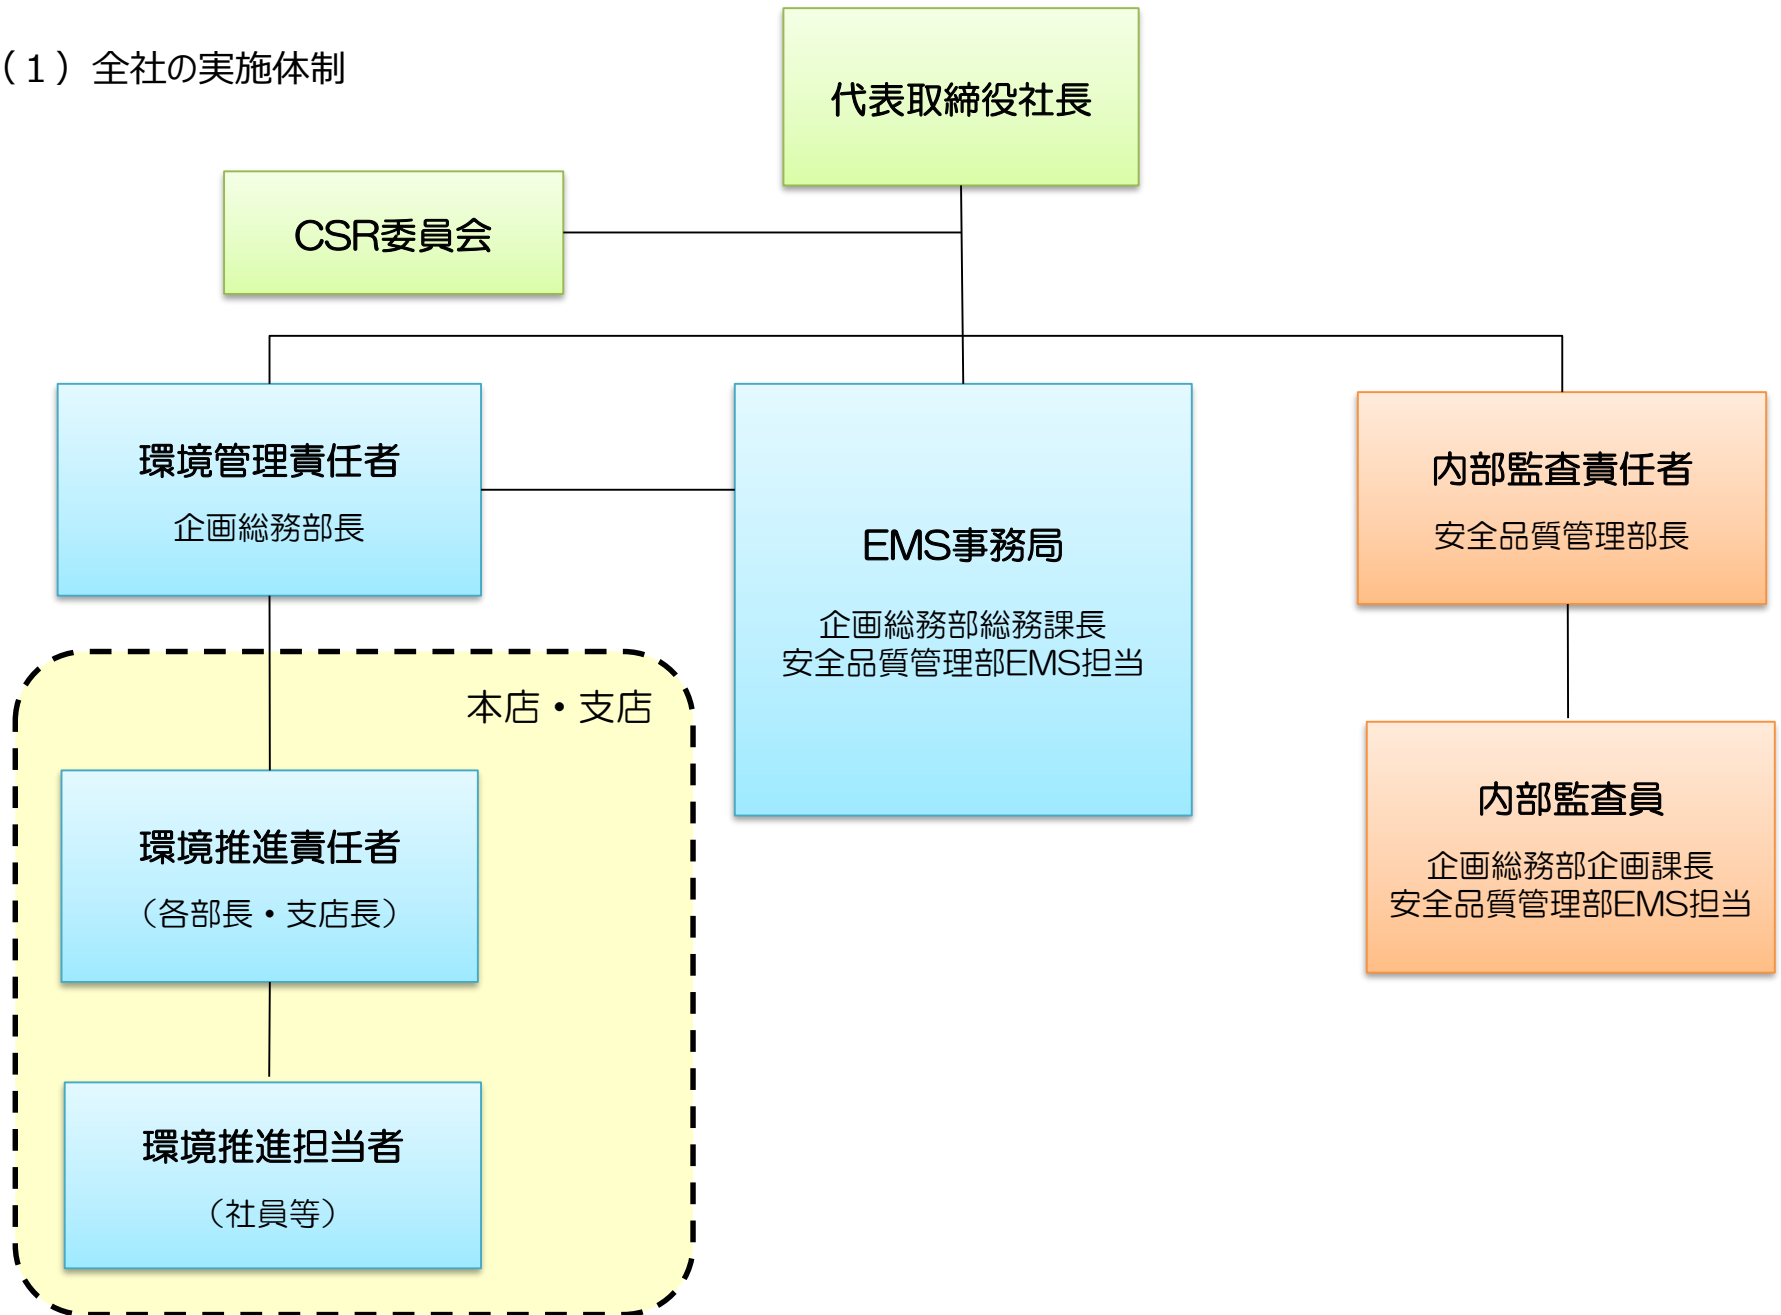 （１）全社の実施体制
代表取締役社長
CSR委員会
環境管理責任者
企画総務部長
EMS事務局
企画総務部総務課長
安全品質管理部EMS担当
内部監査責任者
安全品質管理部長
本店・支店
環境推進責任者
（各部長・支店長）
環境推進担当者
（社員等）
内部監査員
企画総務部企画課長
安全品質管理部EMS担当